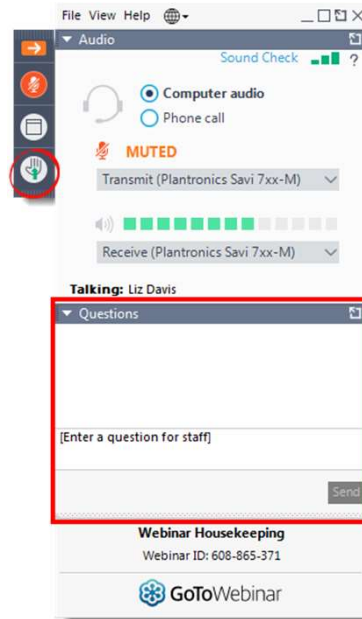 File View Help
Audio
Sound Check ?
Computer audio
Phone call
MUTED
Transmit (Plantronics Savi 7xx-M)
Receive (Plantronics Savi 7xx-M)
Talking: Liz Davis
Questions
[Enter a question for staff]
Send
Webinar Housekeeping
Webinar ID: 608-865-371
GoToWebinar